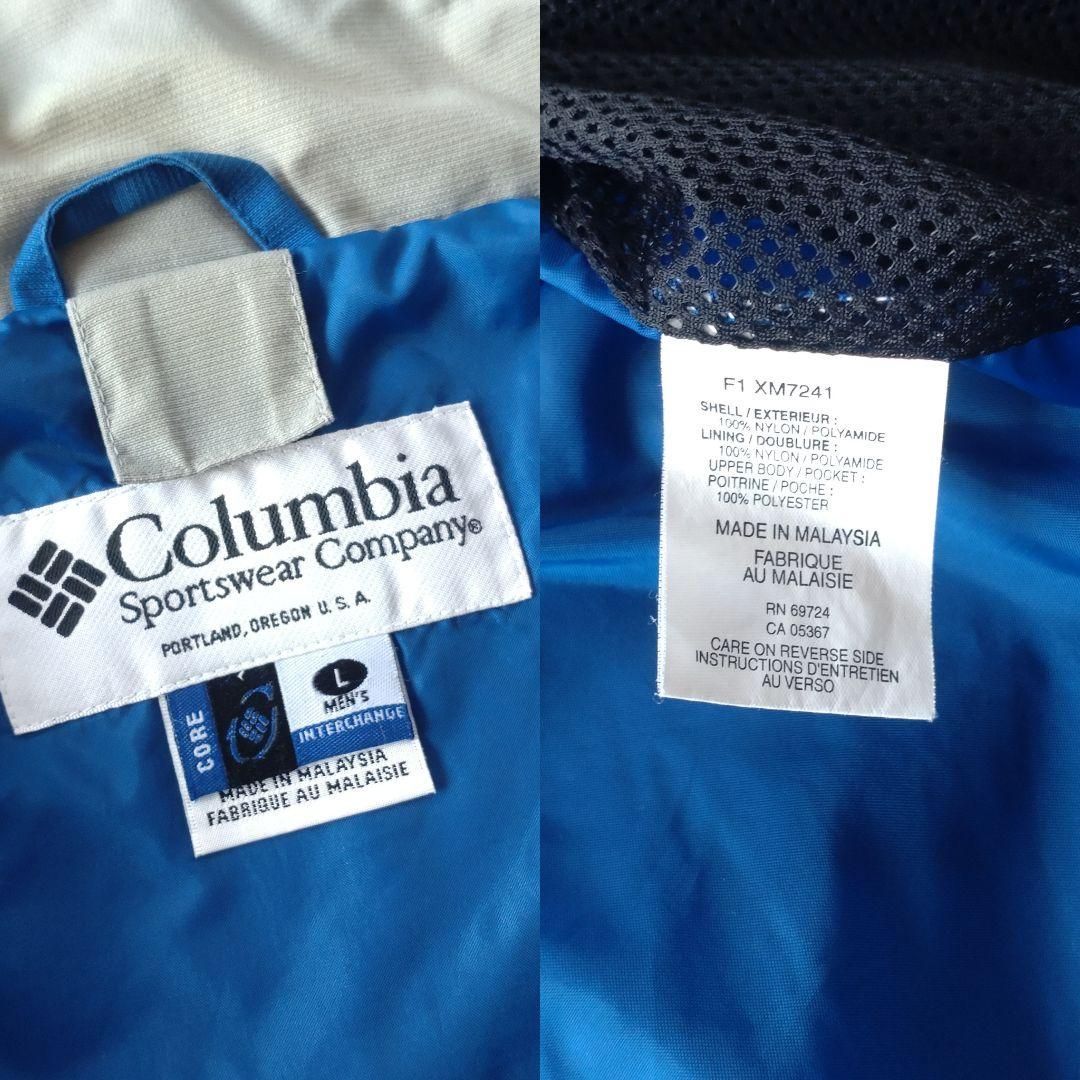 Columbia
Sportswear Company®
PORTLAND, OREGON U.S.A.
CORE
L
MEN'S
INTERCHANGE
MADE IN MALAYSIA
FABRIQUE AU MALAISIE
F1 XM7241
SHELL / EXTERIEUR :
100% NYLON / POLYAMIDE
LINING / DOUBLURE :
100% NYLON / POLYAMIDE
UPPER BODY / POCKET :
POITRINE / POCHE :
100% POLYESTER
MADE IN MALAYSIA
FABRIQUE
AU MALAISIE
RN 69724
CA 05367
CARE ON REVERSE SIDE
INSTRUCTIONS D'ENTRETIEN
AU VERSO